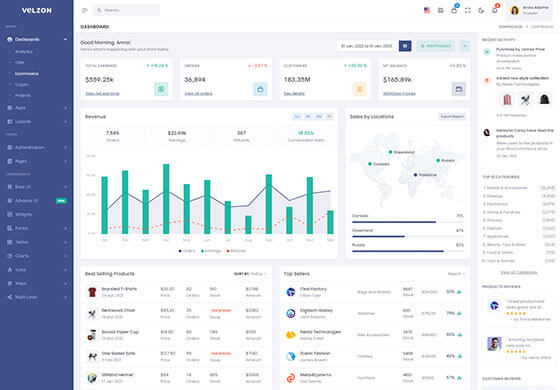 VELZON
Search...
Anna Adame
Founder
MENU
Dashboards
Analytics
CRM
Ecommerce
Crypto
Projects
Apps
Layouts
PAGES
Authentication
Pages
COMPONENTS
Base UI
Advance UI
New
Widgets
Forms
Tables
Charts
Icons
Maps
Multi Level
DASHBOARD
Dashboards > Dashboard
Good Morning, Anna!
Here's what's happening with your store today.
01 Jan, 2022 to 31 Jan, 2022
Add Product
TOTAL EARNINGS
+16.24 %
$559.25k
View net earnings
ORDERS
-3.57 %
36,894
View all orders
CUSTOMERS
183.35M
See details
MY BALANCE
+0.00 %
$165.89k
Withdraw money
Revenue
ALL
1M
6M
1Y
7,585
Orders
$22.89k
Earnings
367
Refunds
18.92%
Conversation Ratio
Jan
Feb
Mar
Apr
May
Jun
Jul
Aug
Sep
Oct
Nov
Dec
Orders
Earnings
Refunds
Sales by Locations
Export Report
Greenland
Canada
Russia
Palestine
Canada
75%
Greenland
47%
Russia
82%
Best Selling Products
SORT BY: Today
Branded T-Shirts
24 Apr 2021
$29.00
Price
62
Orders
510
Stock
$1,798
Amount
Bentwood Chair
19 Mar 2021
$85.20
Price
35
Orders
Stock
$2982
Amount
Borosil Paper Cup
01 Mar 2021
$14.00
Price
80
Orders
749
Stock
$1120
Amount
One Seater Sofa
11 Feb 2021
$127.50
Price
56
Orders
Stock
$7140
Amount
Stillbird Helmet
17 Jan 2021
$54
Price
74
Orders
805
Stock
$3996
Amount
Top Sellers
Report
iTest Factory
Oliver Tyler
Bags and Wallets
8547
Stock
$541200
32%
Digitech Galaxy
John Roberts
Watches
895
Stock
$75030
79%
Nesta Technologies
Harley Fuller
Bike Accessories
3470
Stock
$45600
90%
Zoetic Fashion
James Bowen
Clothes
5488
Stock
$29456
40%
Meta4Systems
Zoe Dennis
Furniture
4100
Stock
$11260
57%
RECENT ACTIVITY
Purchase by James Price
Product noise evolve
smartwatch
02:14 PM Today
Added new style collection
By Nesta Technologies
Natasha Carey have liked the
products
Allow users to like products in
your WooCommerce store.
25 Dec, 2021
TOP 10 CATEGORIES
1 Mobile & Accessories
(10,294)
2 Desktop
(6,256)
3 Electronics
(3,479)
4 Home & Furniture
(2,275)
5 Grocery
(1,950)
6 Fashion
(1,582)
7 Appliances
(1,037)
8 Beauty, Toys & More
(924)
9 Food & Drinks
(701)
10 Toys & Games
(239)
View all Categories
PRODUCTS REVIEWS
" Great product and
looks great, lots of
features. "
- by Force Medicines
" Amazing template,
very easy to
- by Henry Baird
CUSTOMER REVIEWS